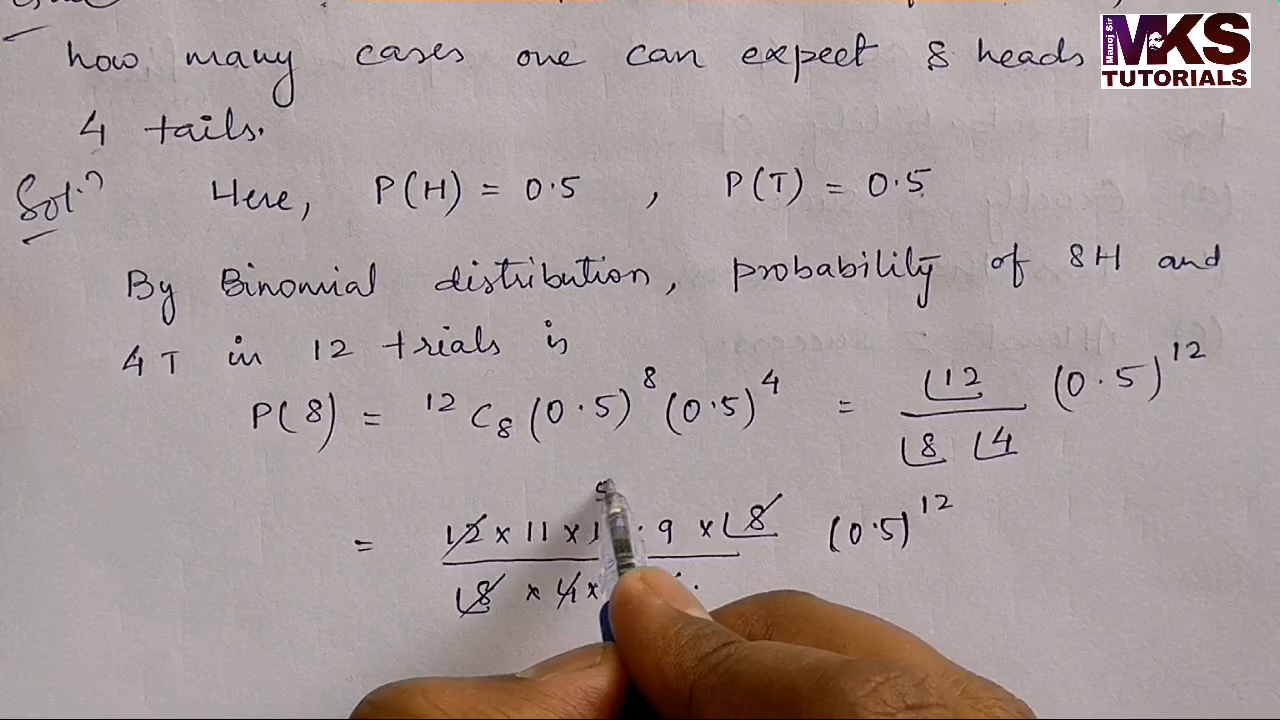 how many cases one can expect 8 heads
4 tails.
Manoj Sir
MKS
TUTORIALS
Sol.ⁿ Here, P(H) = 0.5 , P(T) = 0.5
By Binomial distribution, probability of 8H and
4T in 12 trials is
P(8) = ¹²C₈ (0.5)⁸ (0.5)⁴ = ⌊12 / ⌊8 ⌊4 (0.5)¹²
5
= 12 × 11 × 1 · 9 × ⌊8 / ⌊8 × 4 × (0.5)¹²